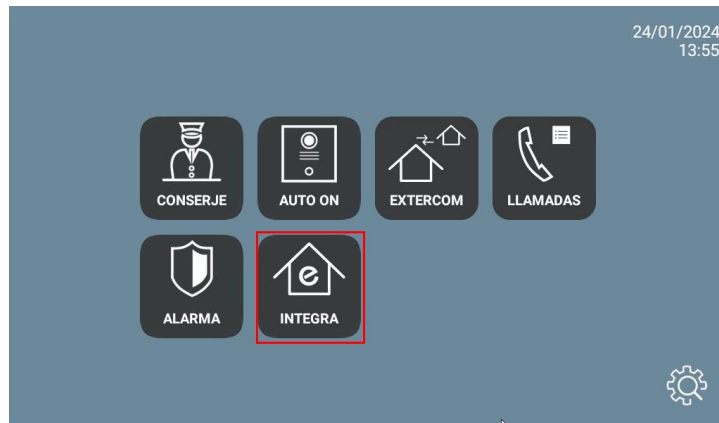 24/01/2024
13:55
CONSERJE
AUTO ON
EXTERCOM
LLAMADAS
ALARMA
e
INTEGRA